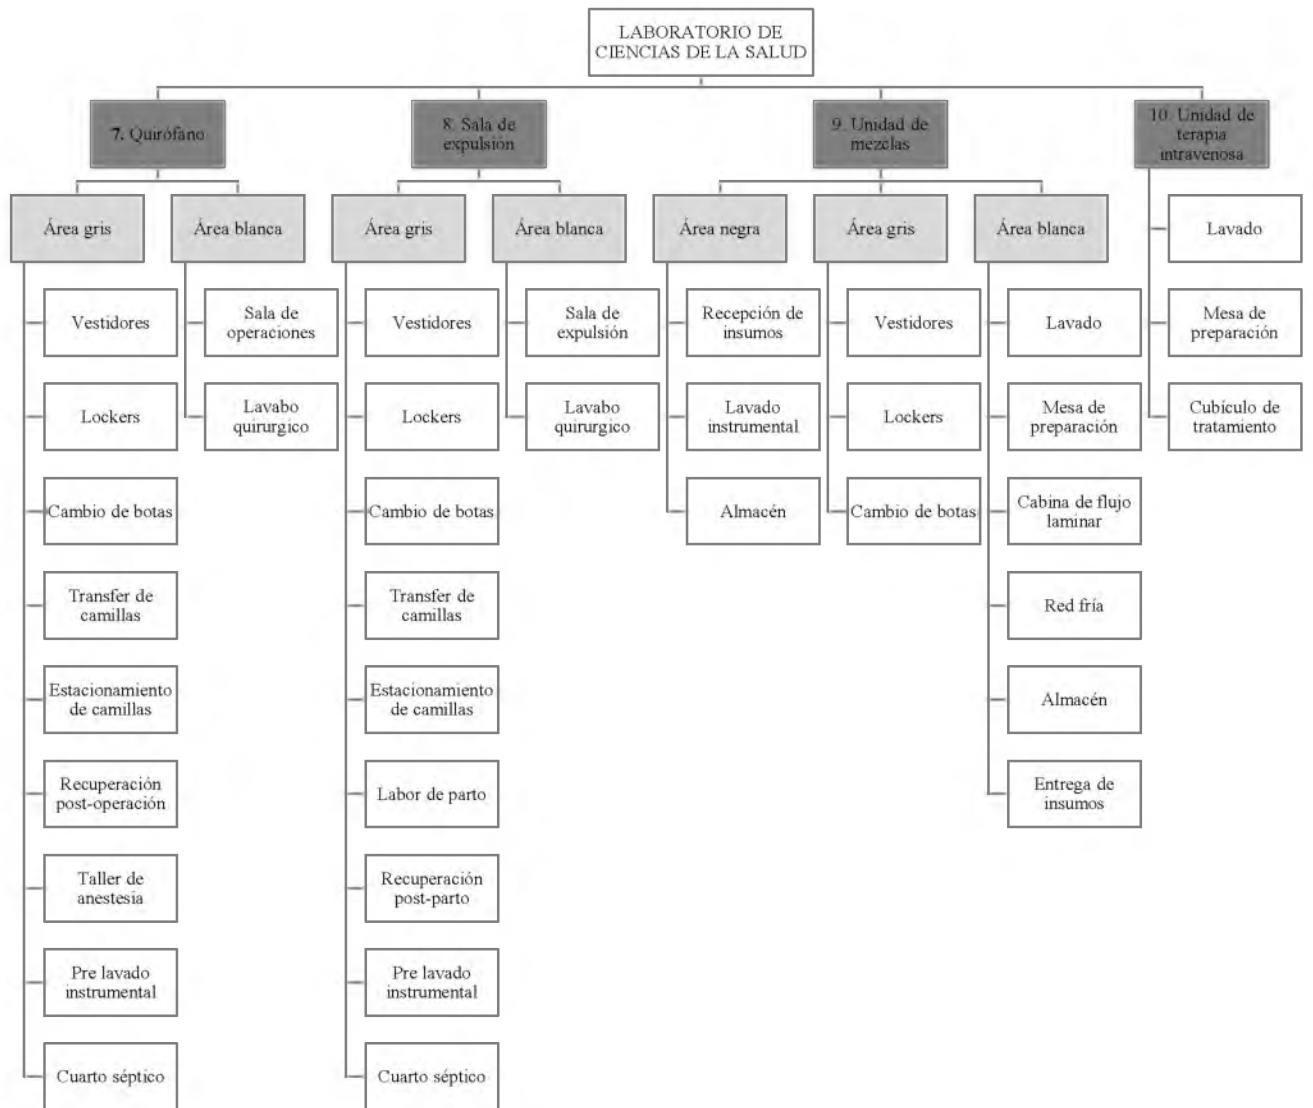 LABORATORIO DE
CIENCIAS DE LA SALUD
7. Quirófano
8. Sala de
expulsión
9. Unidad de
mezclas
10. Unidad de
terapia
intravenosa
Área gris
Área blanca
Área gris
Área blanca
Área negra
Área gris
Área blanca
Lavado
Vestidores
Sala de
operaciones
Vestidores
Sala de
expulsión
Recepción de
insumos
Vestidores
Lavado
Mesa de
preparación
Lockers
Lavabo
quirurgico
Lockers
Lavabo
quirurgico
Lavado
instrumental
Lockers
Mesa de
preparación
Cubículo de
tratamiento
Cambio de botas
Cambio de botas
Almacén
Cambio de botas
Cabina de flujo
laminar
Transfer de
camillas
Transfer de
camillas
Red fría
Estacionamiento
de camillas
Estacionamiento
de camillas
Almacén
Recuperación
post-operación
Labor de parto
Entrega de
insumos
Taller de
anestesia
Recuperación
post-parto
Pre lavado
instrumental
Pre lavado
instrumental
Cuarto séptico
Cuarto séptico